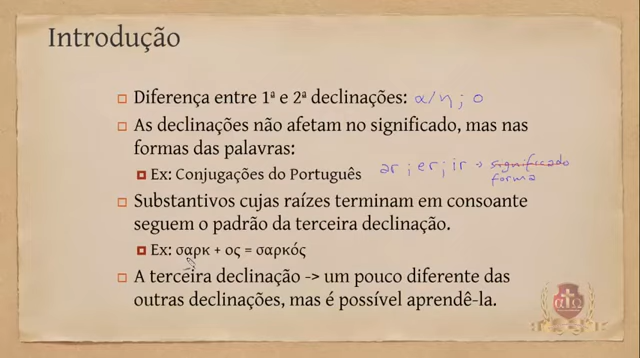 Introdução
Diferença entre 1ª e 2ª declinações: α/η ; ο
As declinações não afetam no significado, mas nas
formas das palavras:
Ex: Conjugações do Português ar ; er ; ir -> significado
forma
Substantivos cujas raízes terminam em consoante
seguem o padrão da terceira declinação.
Ex: σαρκ + ος = σαρκός
A terceira declinação -> um pouco diferente das
outras declinações, mas é possível aprendê-la.